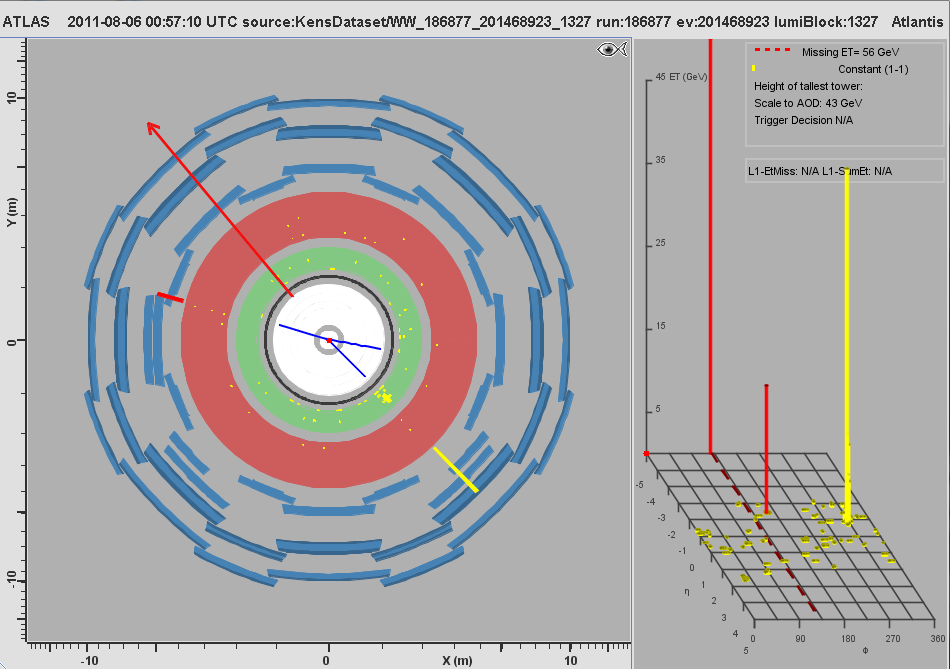 ATLAS 2011-08-06 00:57:10 UTC source:KensDataset/WW_186877_201468923_1327 run:186877 ev:201468923 lumiBlock:1327 Atlantis
Missing ET= 56 GeV
Constant (1-1)
Height of tallest tower:
Scale to AOD: 43 GeV
Trigger Decision N/A
L1-EtMiss: N/A L1-SumEt: N/A
45 ET (GeV)
35
25
15
5
-5
-4
-3
-2
-1
0
1
2
3
4
5
η
0
90
180
270
360
ϕ
10
Y (m)
0
-10
-10
0
X (m)
10